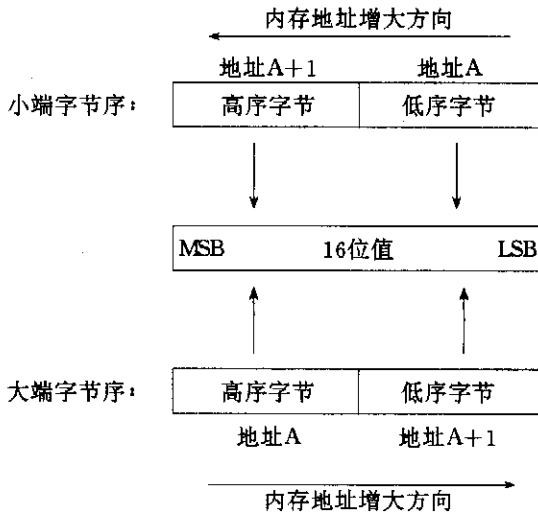 内存地址增大方向
地址A+1 地址A
小端字节序： 高序字节 低序字节
MSB 16位值 LSB
大端字节序： 高序字节 低序字节
地址A 地址A+1
内存地址增大方向